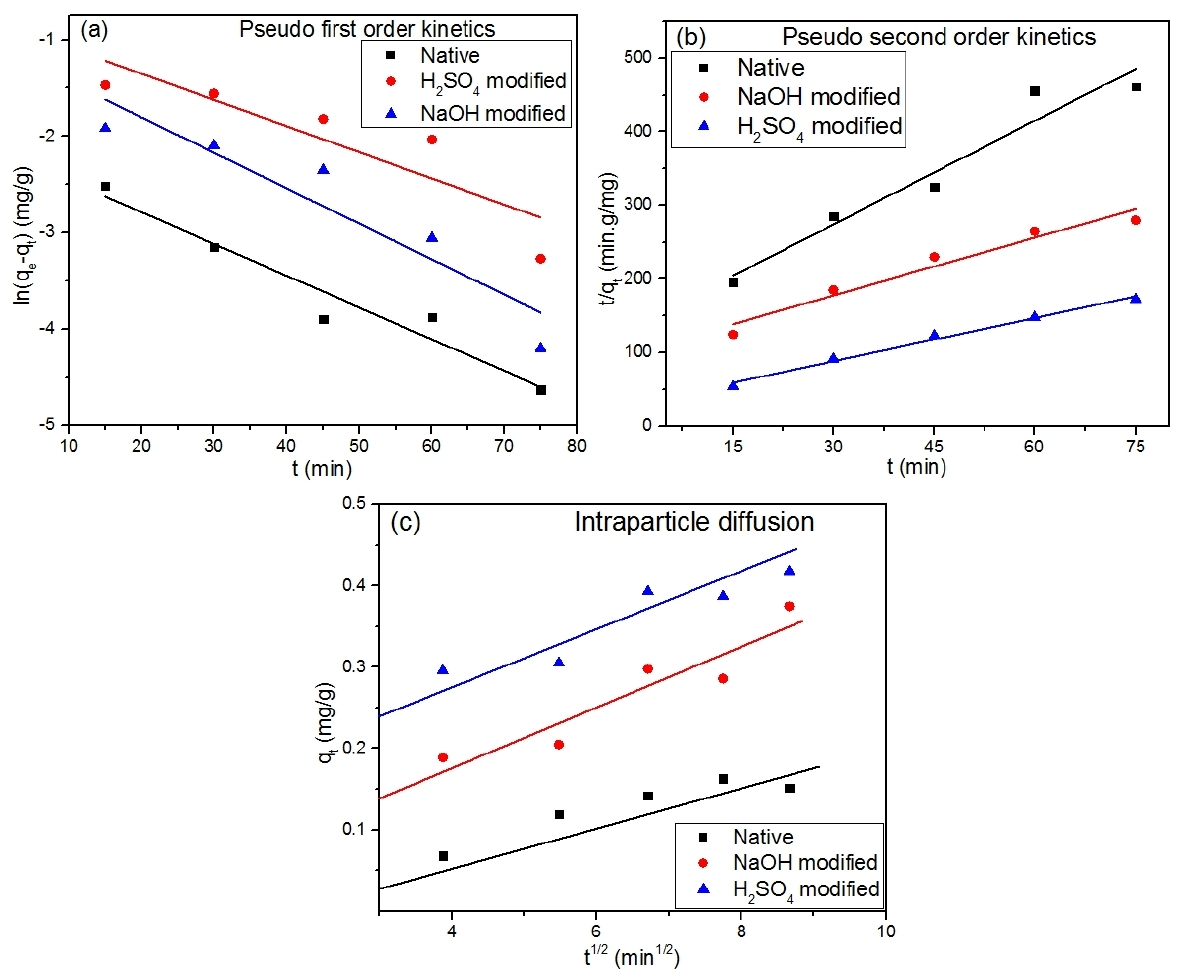 (a) Pseudo first order kinetics
Native
H₂SO₄ modified
NaOH modified
-1
-2
-3
-4
-5
ln(qₑ-qₜ) (mg/g)
10 20 30 40 50 60 70 80
t (min)
(b) Pseudo second order kinetics
Native
NaOH modified
H₂SO₄ modified
500
400
300
200
100
0
t/qₜ (min.g/mg)
15 30 45 60 75
t (min)
(c) Intraparticle diffusion
0.5
0.4
0.3
0.2
0.1
qₜ (mg/g)
Native
NaOH modified
H₂SO₄ modified
4 6 8 10
t¹/² (min¹/²)